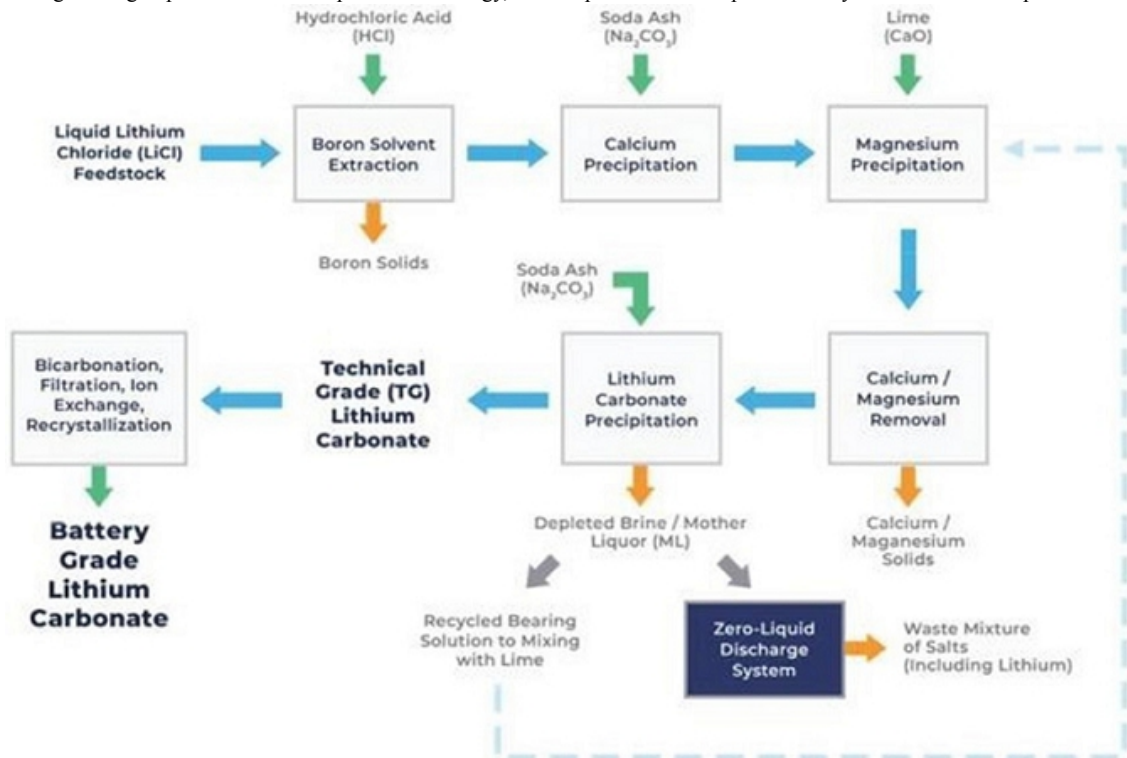 Hydrochloric Acid
(HCl)
Soda Ash
(Na₂CO₃)
Lime
(CaO)
Liquid Lithium
Chloride (LiCl)
Feedstock
Boron Solvent
Extraction
Calcium
Precipitation
Magnesium
Precipitation
Boron Solids
Soda Ash
(Na₂CO₃)
Bicarbonation,
Filtration, Ion
Exchange,
Recrystallization
Technical
Grade (TG)
Lithium
Carbonate
Lithium
Carbonate
Precipitation
Calcium /
Magnesium
Removal
Battery
Grade
Lithium
Carbonate
Depleted Brine / Mother
Liquor (ML)
Calcium /
Maganesium
Solids
Recycled Bearing
Solution to Mixing
with Lime
Zero-Liquid
Discharge
System
Waste Mixture
of Salts
(Including Lithium)